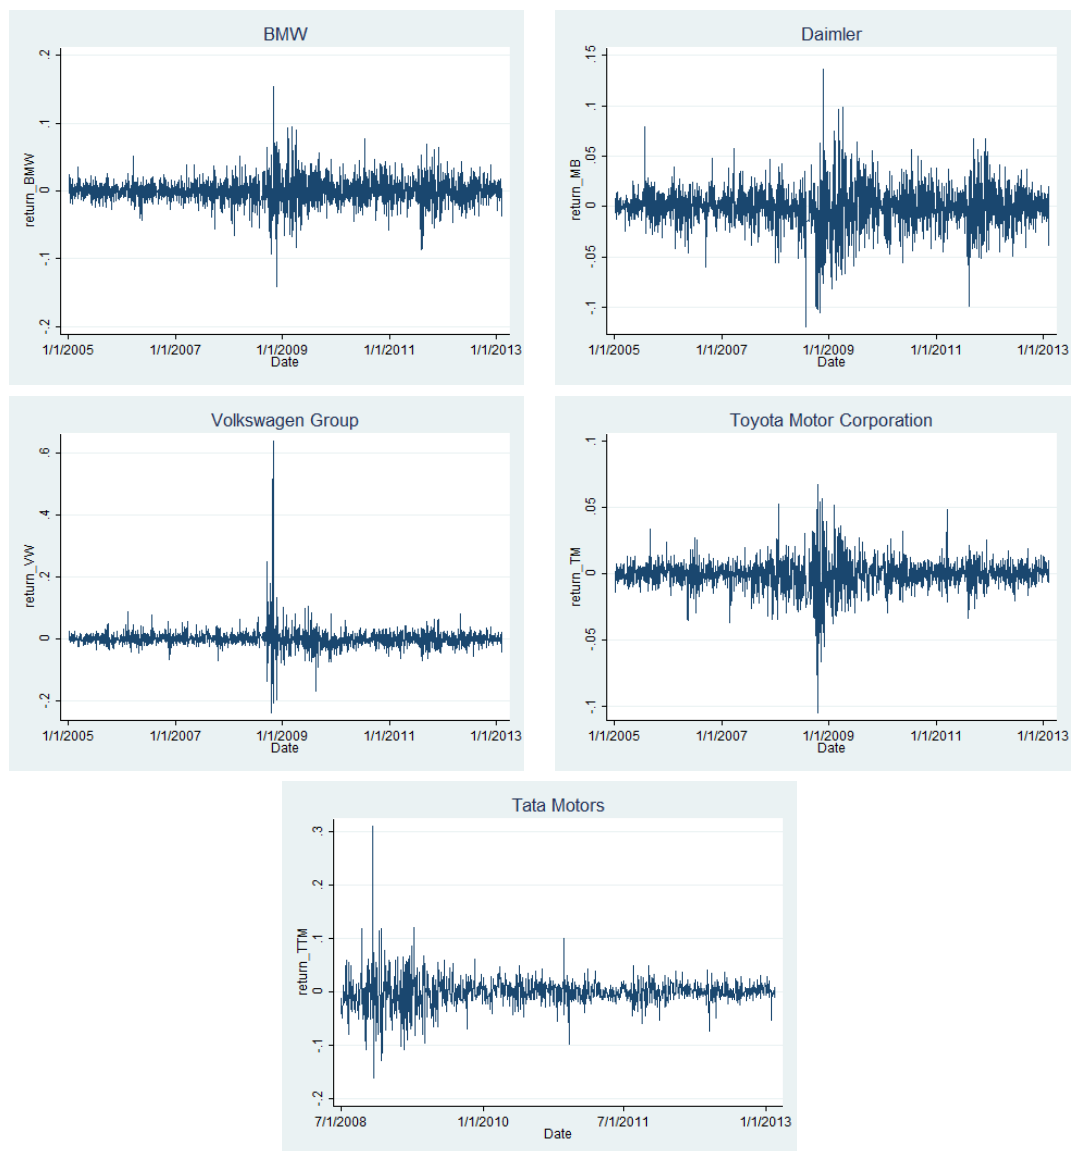 BMW
return_BMW
.2
.1
0
-.1
-.2
1/1/2005 1/1/2007 1/1/2009 1/1/2011 1/1/2013
Date
Daimler
return_MB
.15
.1
.05
0
-.05
-.1
1/1/2005 1/1/2007 1/1/2009 1/1/2011 1/1/2013
Date
Volkswagen Group
return_VW
.6
.4
.2
0
-.2
1/1/2005 1/1/2007 1/1/2009 1/1/2011 1/1/2013
Date
Toyota Motor Corporation
return_TM
.1
.05
0
-.05
-.1
1/1/2005 1/1/2007 1/1/2009 1/1/2011 1/1/2013
Date
Tata Motors
return_TTM
.3
.2
.1
0
-.1
-.2
7/1/2008 1/1/2010 7/1/2011 1/1/2013
Date